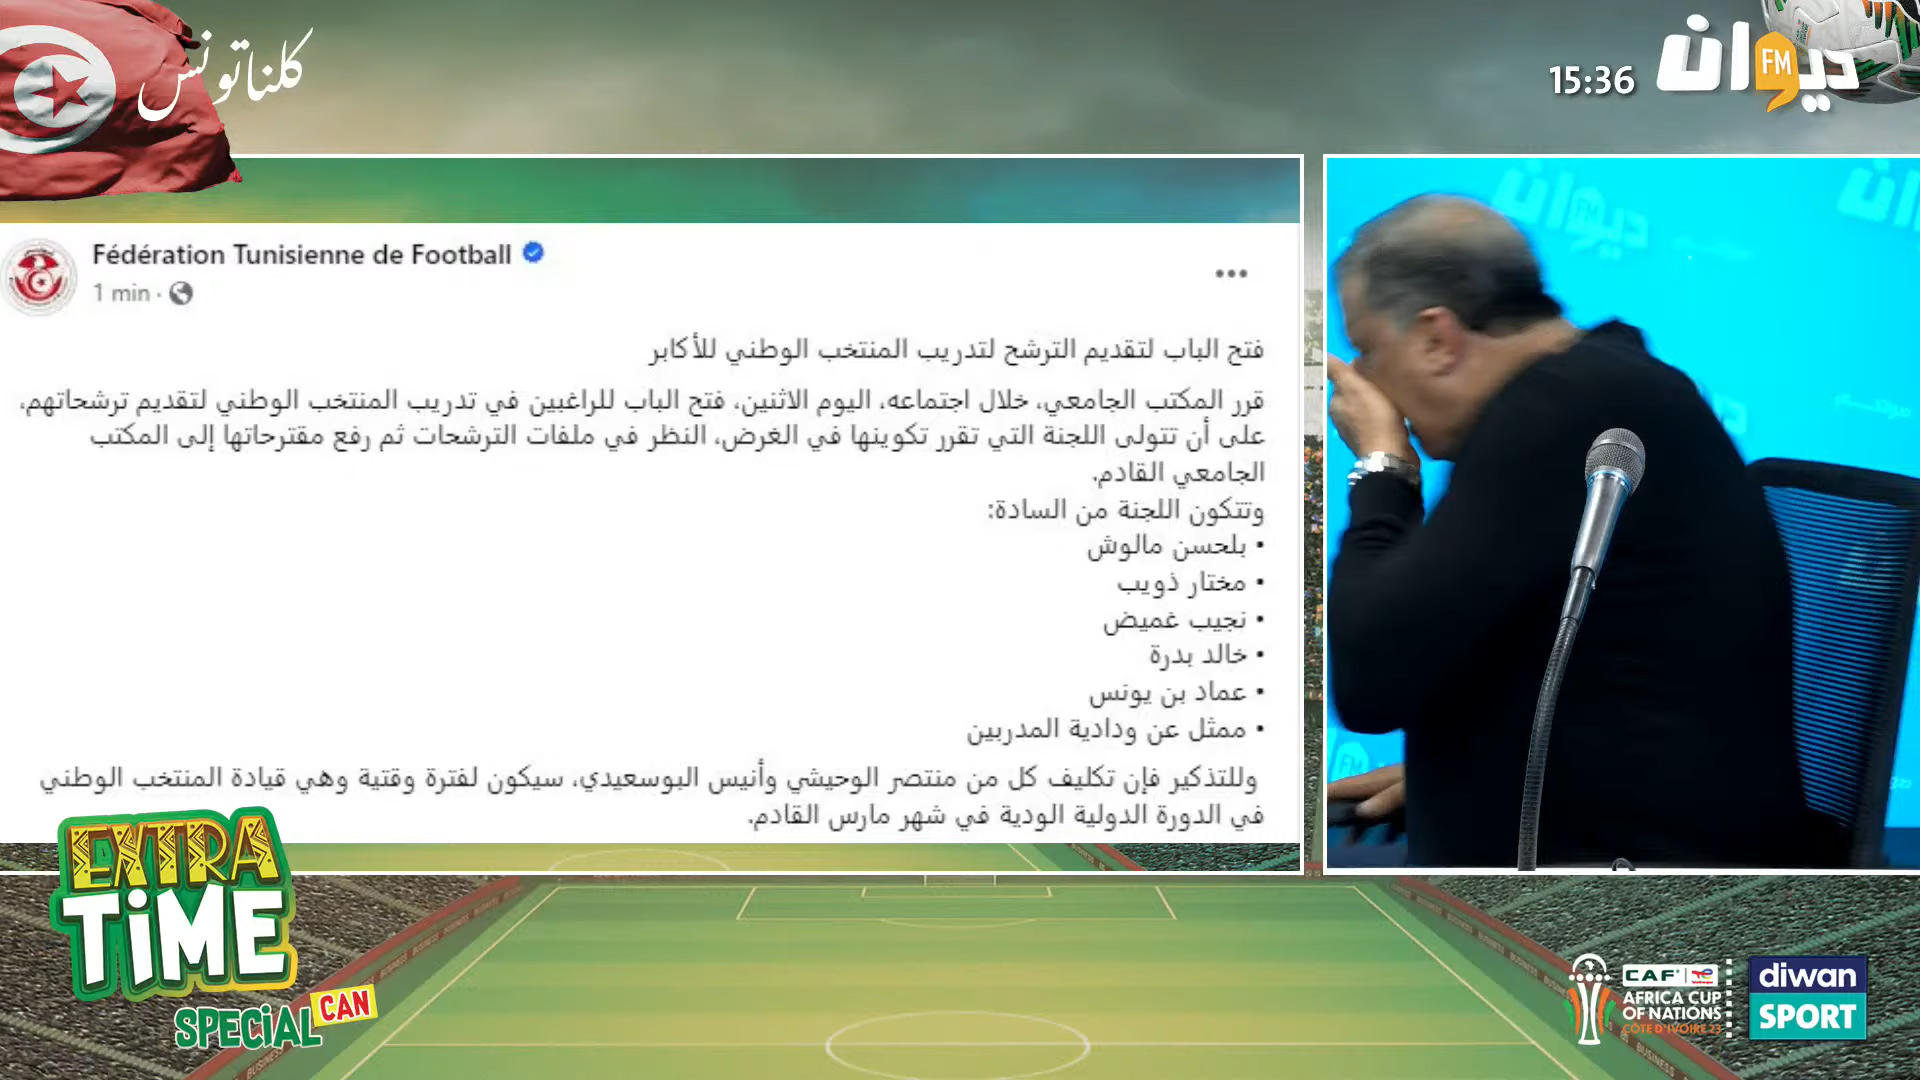 كلنا تونس
15:36
ديوان FM
Fédération Tunisienne de Football
1 min ·
فتح الباب لتقديم الترشح لتدريب المنتخب الوطني للأكابر
قرر المكتب الجامعي، خلال اجتماعه، اليوم الاثنين، فتح الباب للراغبين في تدريب المنتخب الوطني لتقديم ترشحاتهم،
على أن تتولى اللجنة التي تقرر تكوينها في الغرض، النظر في ملفات الترشحات ثم رفع مقترحاتها إلى المكتب
الجامعي القادم.
وتتكون اللجنة من السادة:
• بلحسن مالوش
• مختار ذويب
• نجيب غميض
• خالد بدرة
• عماد بن يونس
• ممثل عن ودادية المدربين
وللتذكير فإن تكليف كل من منتصر الوحيشي وأنيس البوسعيدي، سيكون لفترة وقتية وهي قيادة المنتخب الوطني
في الدورة الدولية الودية في شهر مارس القادم.
EXTRA
TiME
SPECiAL CAN
CAF
AFRICA CUP
OF NATIONS
CÔTE D'IVOIRE 23
diwan
SPORT